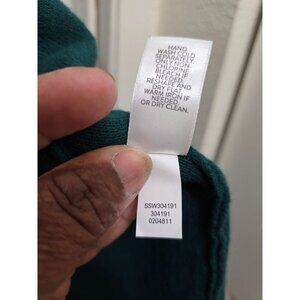 HAND
WASH COLD
SEPARATELY.
ONLY NON-
CHLORINE
BLEACH IF
NEEDED.
RESHAPE AND
DRY FLAT.
WARM IRON IF
NEEDED
OR DRY CLEAN.
SSW304191
304191
0204811